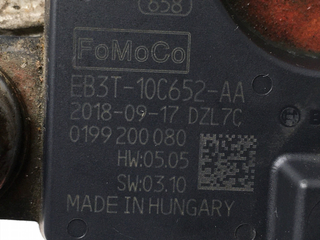 658
FoMoCo
EB3T-10C652-AA
2018-09-17 DZL7C
0199 200 080
HW:05.05
SW:03.10
MADE IN HUNGARY